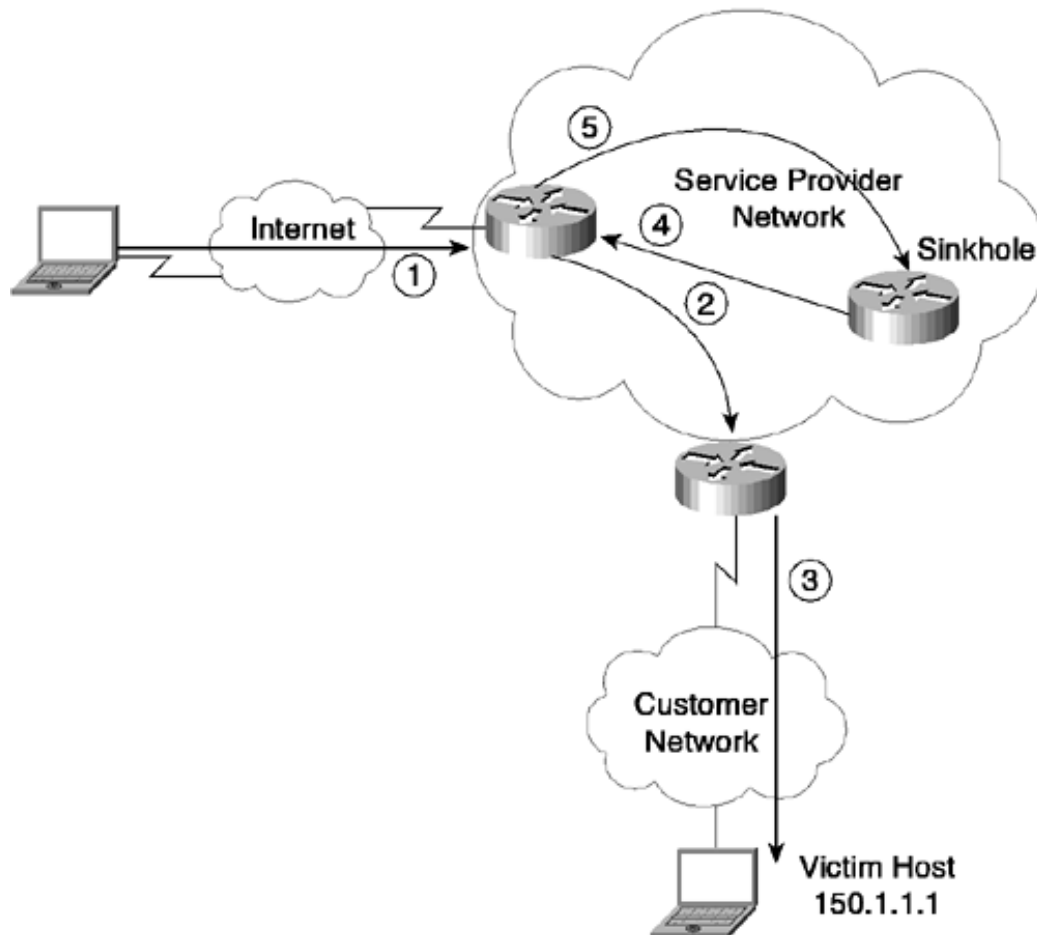 5
Service Provider
Network
4
Internet
Sinkhole
1
2
3
Customer
Network
Victim Host
150.1.1.1